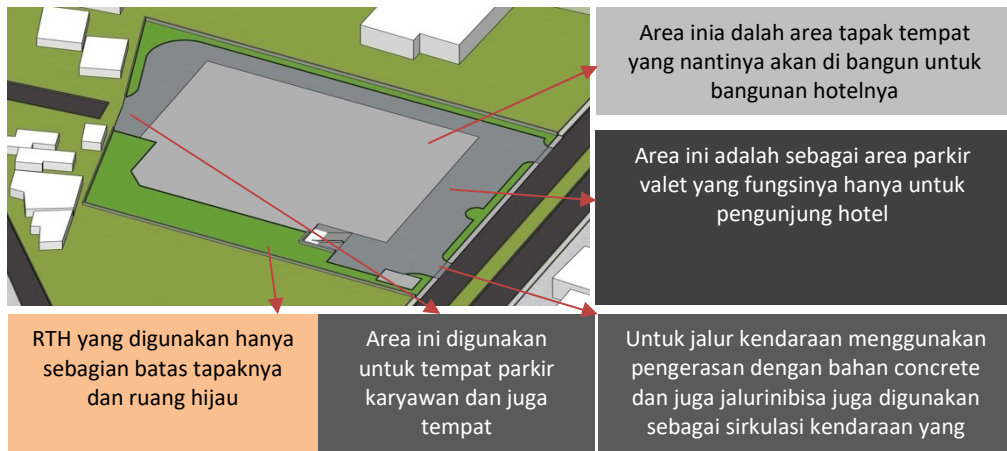 Area inia dalah area tapak tempat
yang nantinya akan di bangun untuk
bangunan hotelnya
Area ini adalah sebagai area parkir
valet yang fungsinya hanya untuk
pengunjung hotel
RTH yang digunakan hanya
sebagian batas tapaknya
dan ruang hijau
Area ini digunakan
untuk tempat parkir
karyawan dan juga
tempat
Untuk jalur kendaraan menggunakan
pengerasan dengan bahan concrete
dan juga jalurinibisa juga digunakan
sebagai sirkulasi kendaraan yang